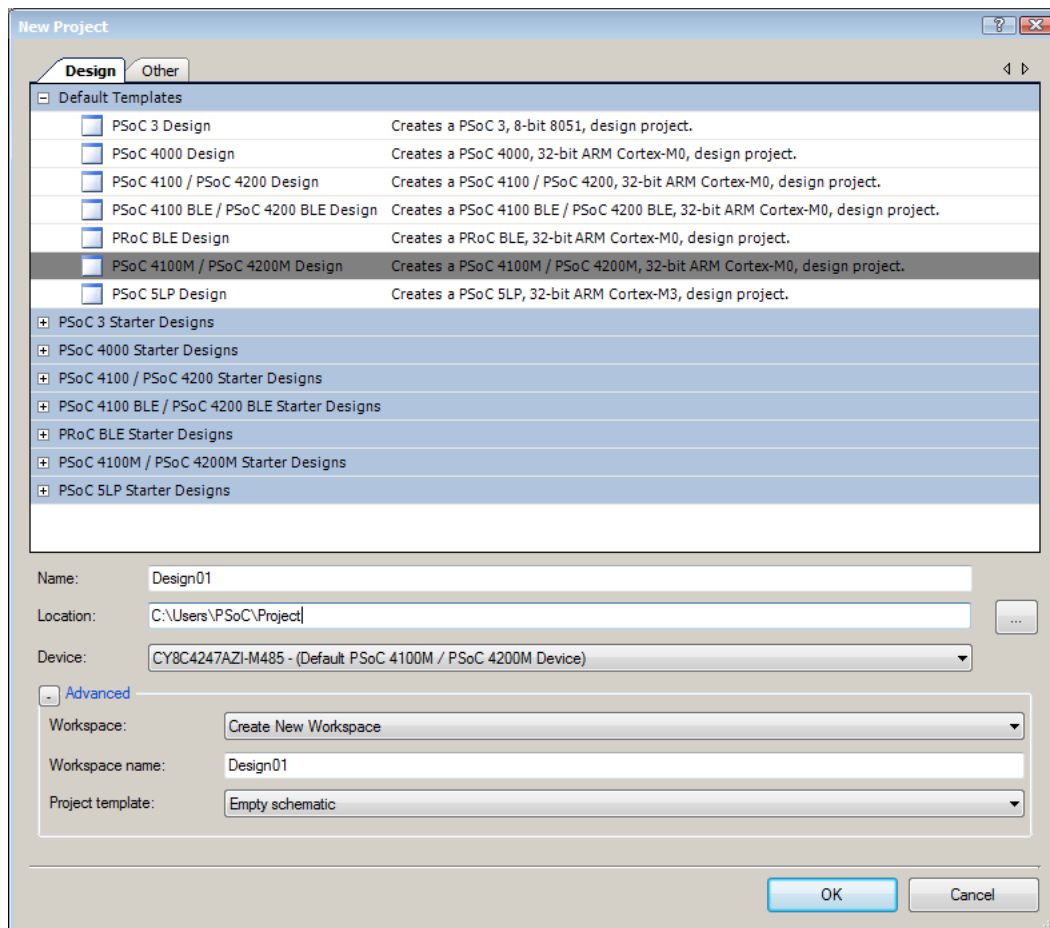 New Project
Design Other
Default Templates
PSoC 3 Design Creates a PSoC 3, 8-bit 8051, design project.
PSoC 4000 Design Creates a PSoC 4000, 32-bit ARM Cortex-M0, design project.
PSoC 4100 / PSoC 4200 Design Creates a PSoC 4100 / PSoC 4200, 32-bit ARM Cortex-M0, design project.
PSoC 4100 BLE / PSoC 4200 BLE Design Creates a PSoC 4100 BLE / PSoC 4200 BLE, 32-bit ARM Cortex-M0, design project.
PRoC BLE Design Creates a PRoC BLE, 32-bit ARM Cortex-M0, design project.
PSoC 4100M / PSoC 4200M Design Creates a PSoC 4100M / PSoC 4200M, 32-bit ARM Cortex-M0, design project.
PSoC 5LP Design Creates a PSoC 5LP, 32-bit ARM Cortex-M3, design project.
PSoC 3 Starter Designs
PSoC 4000 Starter Designs
PSoC 4100 / PSoC 4200 Starter Designs
PSoC 4100 BLE / PSoC 4200 BLE Starter Designs
PRoC BLE Starter Designs
PSoC 4100M / PSoC 4200M Starter Designs
PSoC 5LP Starter Designs
Name: Design01
Location: C:\Users\PSoC\Project
...
Device: CY8C4247AZI-M485 - (Default PSoC 4100M / PSoC 4200M Device)
Advanced
Workspace: Create New Workspace
Workspace name: Design01
Project template: Empty schematic
OK Cancel